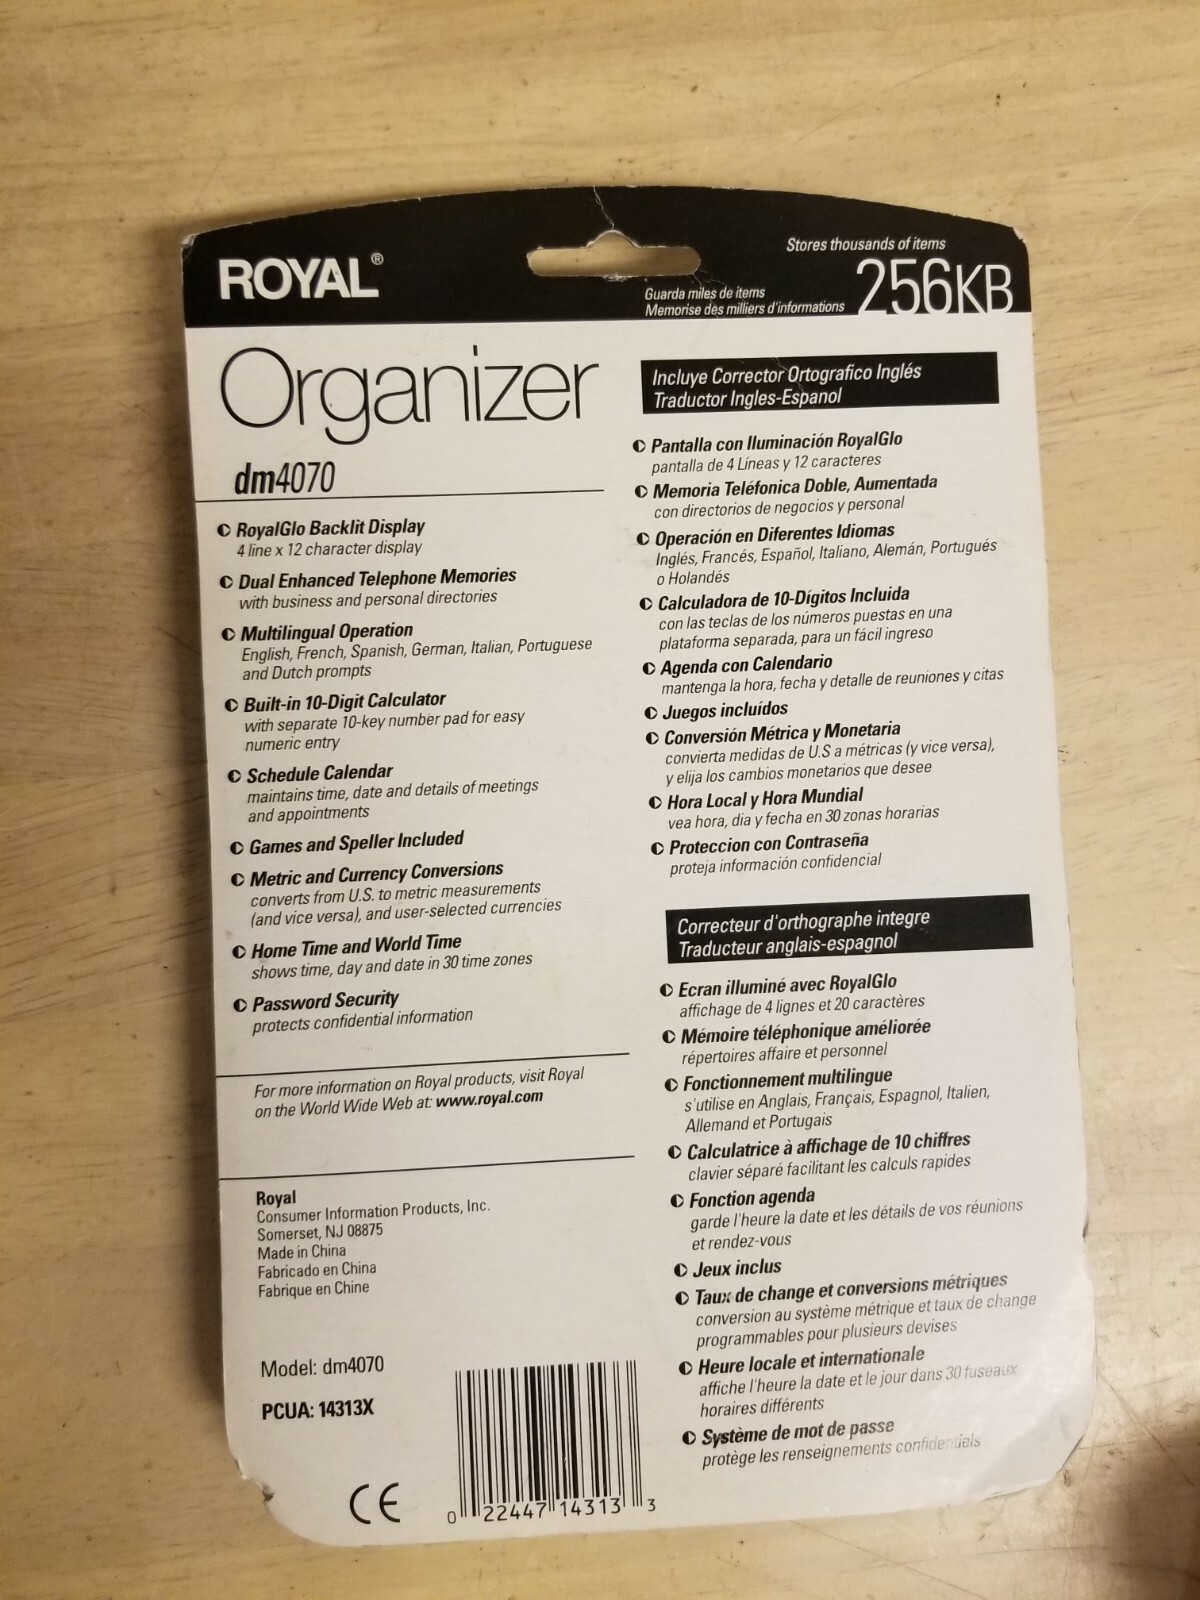 ROYAL®
Stores thousands of items
Guarda miles de items
Memorise des milliers d'informations
256KB
Organizer
dm4070
RoyalGlo Backlit Display
4 line x 12 character display
Dual Enhanced Telephone Memories
with business and personal directories
Multilingual Operation
English, French, Spanish, German, Italian, Portuguese
and Dutch prompts
Built-in 10-Digit Calculator
with separate 10-key number pad for easy
numeric entry
Schedule Calendar
maintains time, date and details of meetings
and appointments
Games and Speller Included
Metric and Currency Conversions
converts from U.S. to metric measurements
(and vice versa), and user-selected currencies
Home Time and World Time
shows time, day and date in 30 time zones
Password Security
protects confidential information
For more information on Royal products, visit Royal
on the World Wide Web at: www.royal.com
Royal
Consumer Information Products, Inc.
Somerset, NJ 08875
Made in China
Fabricado en China
Fabrique en Chine
Model: dm4070
PCUA: 14313X
CE
0 22447 14313 3
Incluye Corrector Ortografico Inglés
Traductor Ingles-Espanol
Pantalla con Iluminación RoyalGlo
pantalla de 4 Líneas y 12 caracteres
Memoria Teléfonica Doble, Aumentada
con directorios de negocios y personal
Operación en Diferentes Idiomas
Inglés, Francés, Español, Italiano, Alemán, Portugués
o Holandés
Calculadora de 10-Dígitos Incluida
con las teclas de los números puestas en una
plataforma separada, para un fácil ingreso
Agenda con Calendario
mantenga la hora, fecha y detalle de reuniones y citas
Juegos incluídos
Conversión Métrica y Monetaria
convierta medidas de U.S a métricas (y vice versa),
y elija los cambios monetarios que desee
Hora Local y Hora Mundial
vea hora, dia y fecha en 30 zonas horarias
Proteccion con Contraseña
proteja información confidencial
Correcteur d'orthographe integre
Traducteur anglais-espagnol
Ecran illuminé avec RoyalGlo
affichage de 4 lignes et 20 caractères
Mémoire téléphonique améliorée
répertoires affaire et personnel
Fonctionnement multilingue
s'utilise en Anglais, Français, Espagnol, Italien,
Allemand et Portugais
Calculatrice à affichage de 10 chiffres
clavier séparé facilitant les calculs rapides
Fonction agenda
garde l'heure la date et les détails de vos réunions
et rendez-vous
Jeux inclus
Taux de change et conversions métriques
conversion au système métrique et taux de change
programmables pour plusieurs devises
Heure locale et internationale
affiche l'heure la date et le jour dans 30 fuseaux
horaires différents
Système de mot de passe
protège les renseignements confidentiels